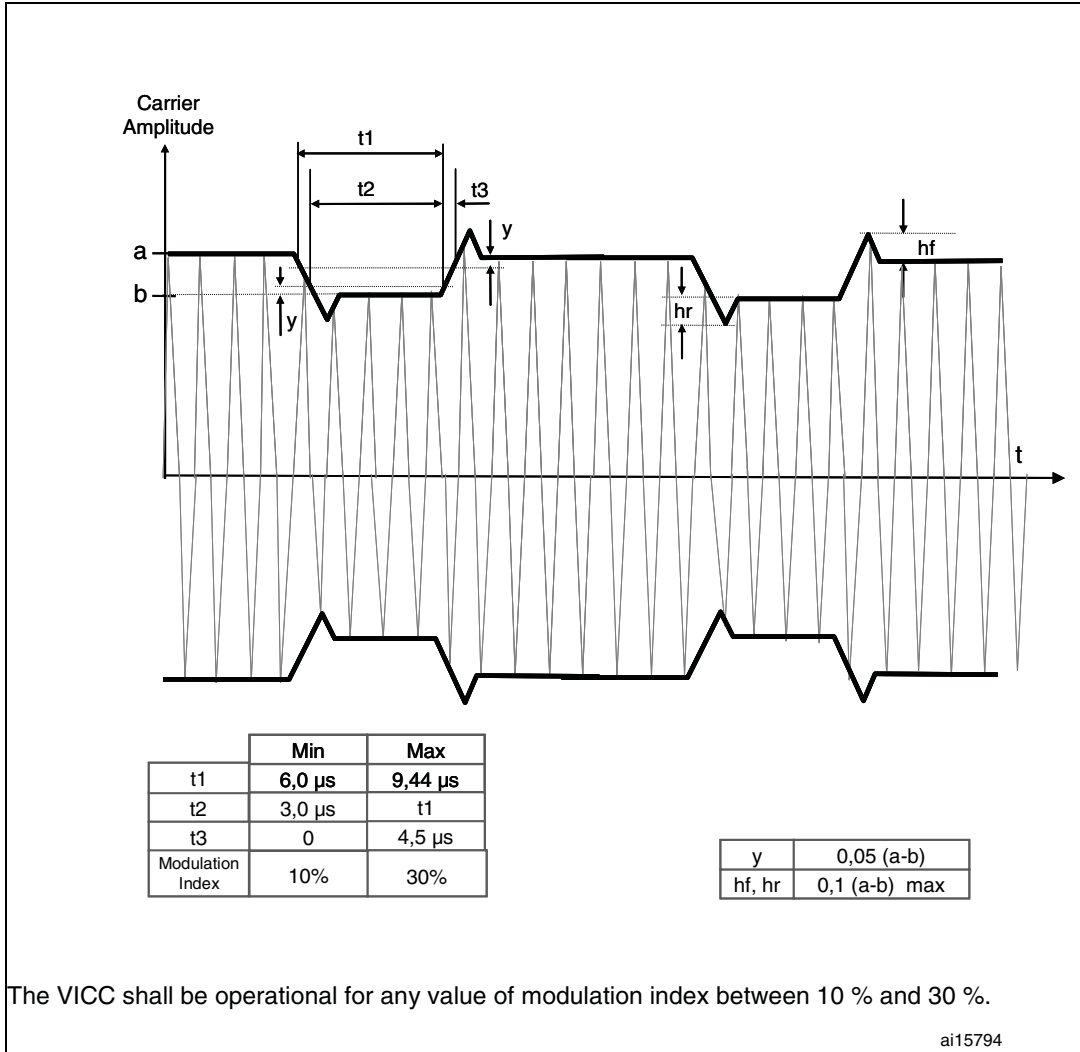 Carrier
Amplitude
t1
t2
t3
y
a
b
y
hr
hf
t
Min Max
t1 6,0 µs 9,44 µs
t2 3,0 µs t1
t3 0 4,5 µs
Modulation
Index 10% 30%
y 0,05 (a-b)
hf, hr 0,1 (a-b) max
The VICC shall be operational for any value of modulation index between 10 % and 30 %.
ai15794